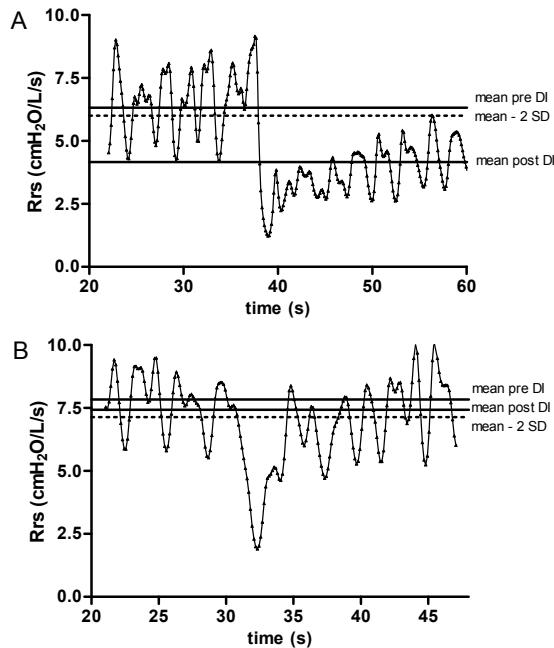 A
Rrs (cmH₂O/L/s)
10.0
7.5
5.0
2.5
0.0
mean pre DI
mean - 2 SD
mean post DI
20 30 40 50 60
time (s)
B
Rrs (cmH₂O/L/s)
10.0
7.5
5.0
2.5
0.0
mean pre DI
mean post DI
mean - 2 SD
20 25 30 35 40 45
time (s)